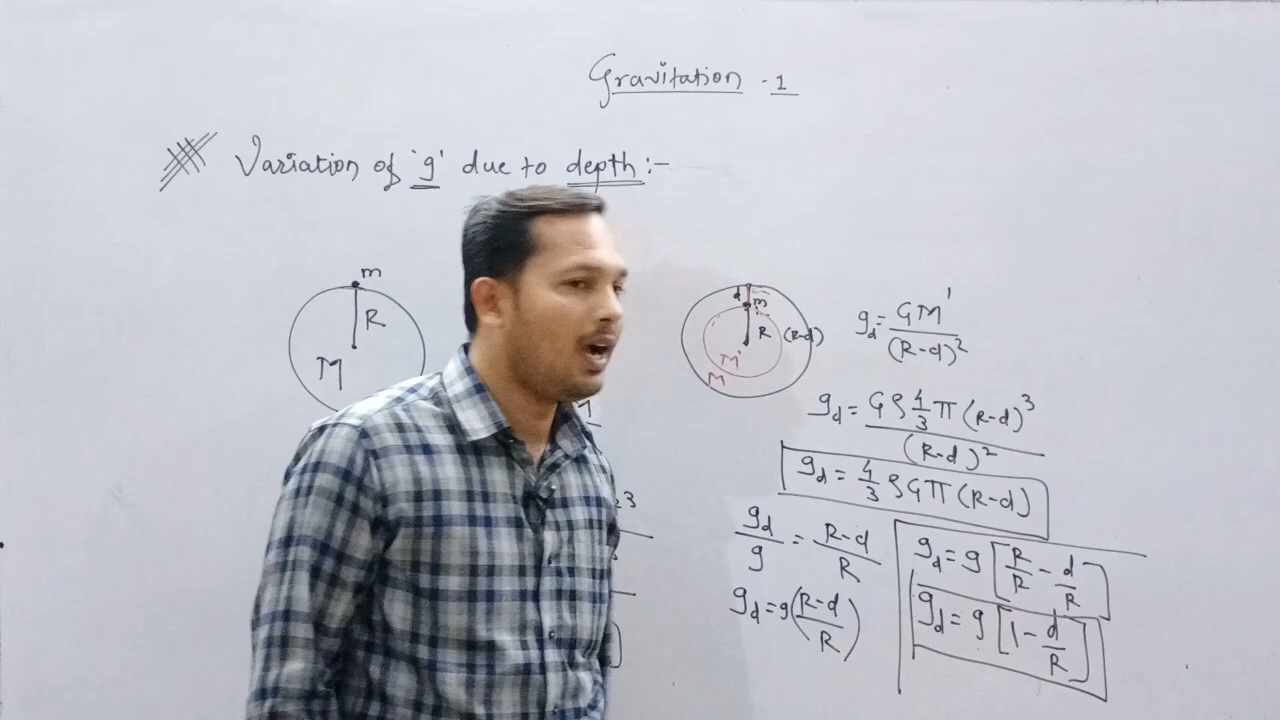 Gravitation - 1
Variation of 'g' due to depth :-
m
R
M
d
m
R
(R-d)
M'
M
g_d = GM' / (R-d)²
g_d = Gρ 4/3 π (R-d)³ / (R-d)²
g_d = 4/3 ρGπ (R-d)
g_d / g = R-d / R
g_d = g (R-d / R)
g_d = g [R/R - d/R]
g_d = g [1 - d/R]